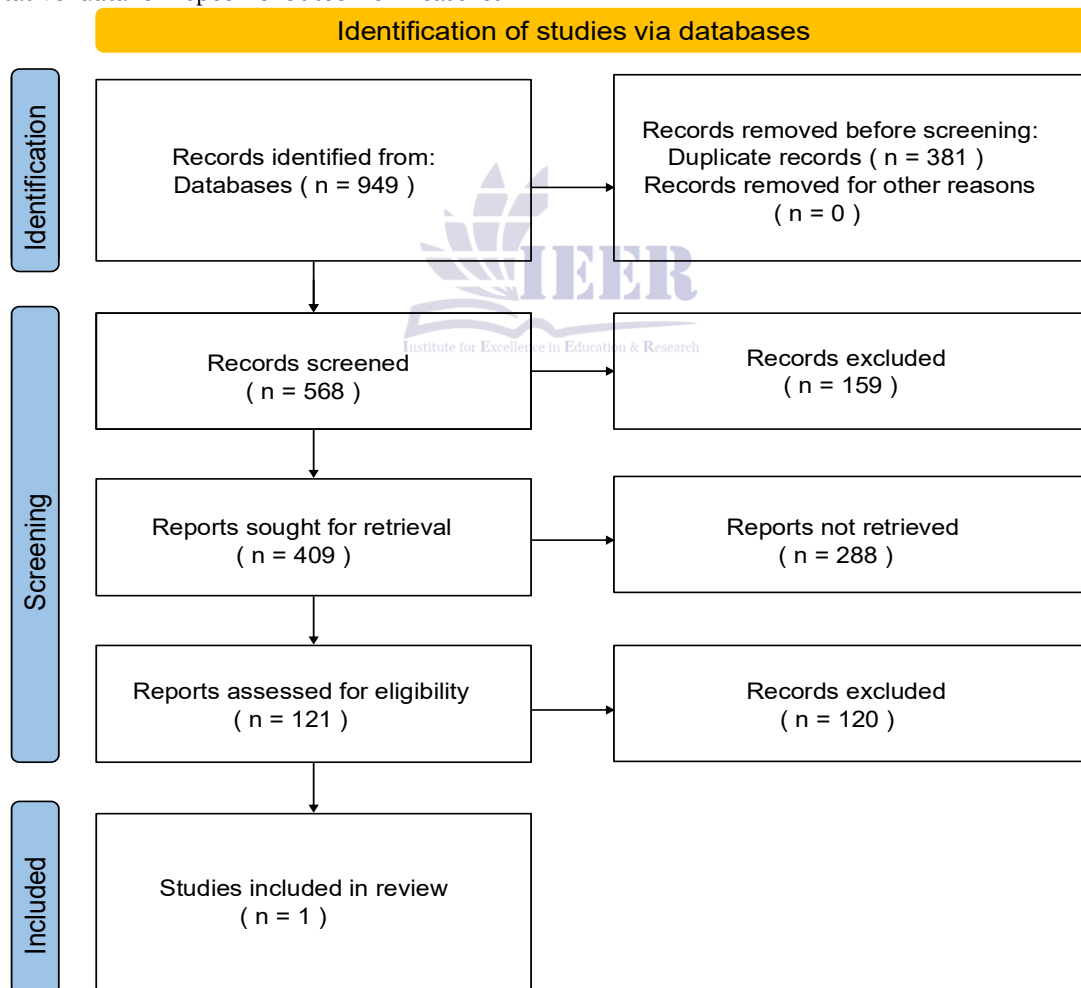 Identification of studies via databases
Identification
Records identified from:
Databases ( n = 949 )
Records removed before screening:
Duplicate records ( n = 381 )
Records removed for other reasons
( n = 0 )
IEER
Institute for Excellence in Education & Research
Screening
Records screened
( n = 568 )
Records excluded
( n = 159 )
Reports sought for retrieval
( n = 409 )
Reports not retrieved
( n = 288 )
Reports assessed for eligibility
( n = 121 )
Records excluded
( n = 120 )
Included
Studies included in review
( n = 1 )